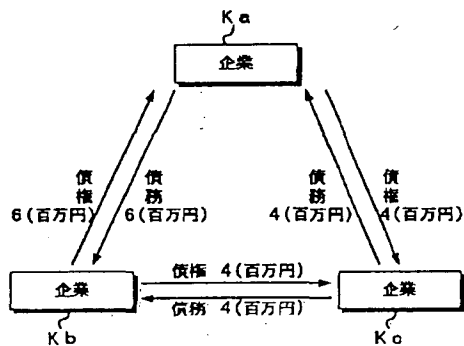 Ka
企業
債権
6(百万円)
債務
6(百万円)
債務
4(百万円)
債権
4(百万円)
企業
債権 4(百万円)
債務 4(百万円)
企業
Kb
Kc